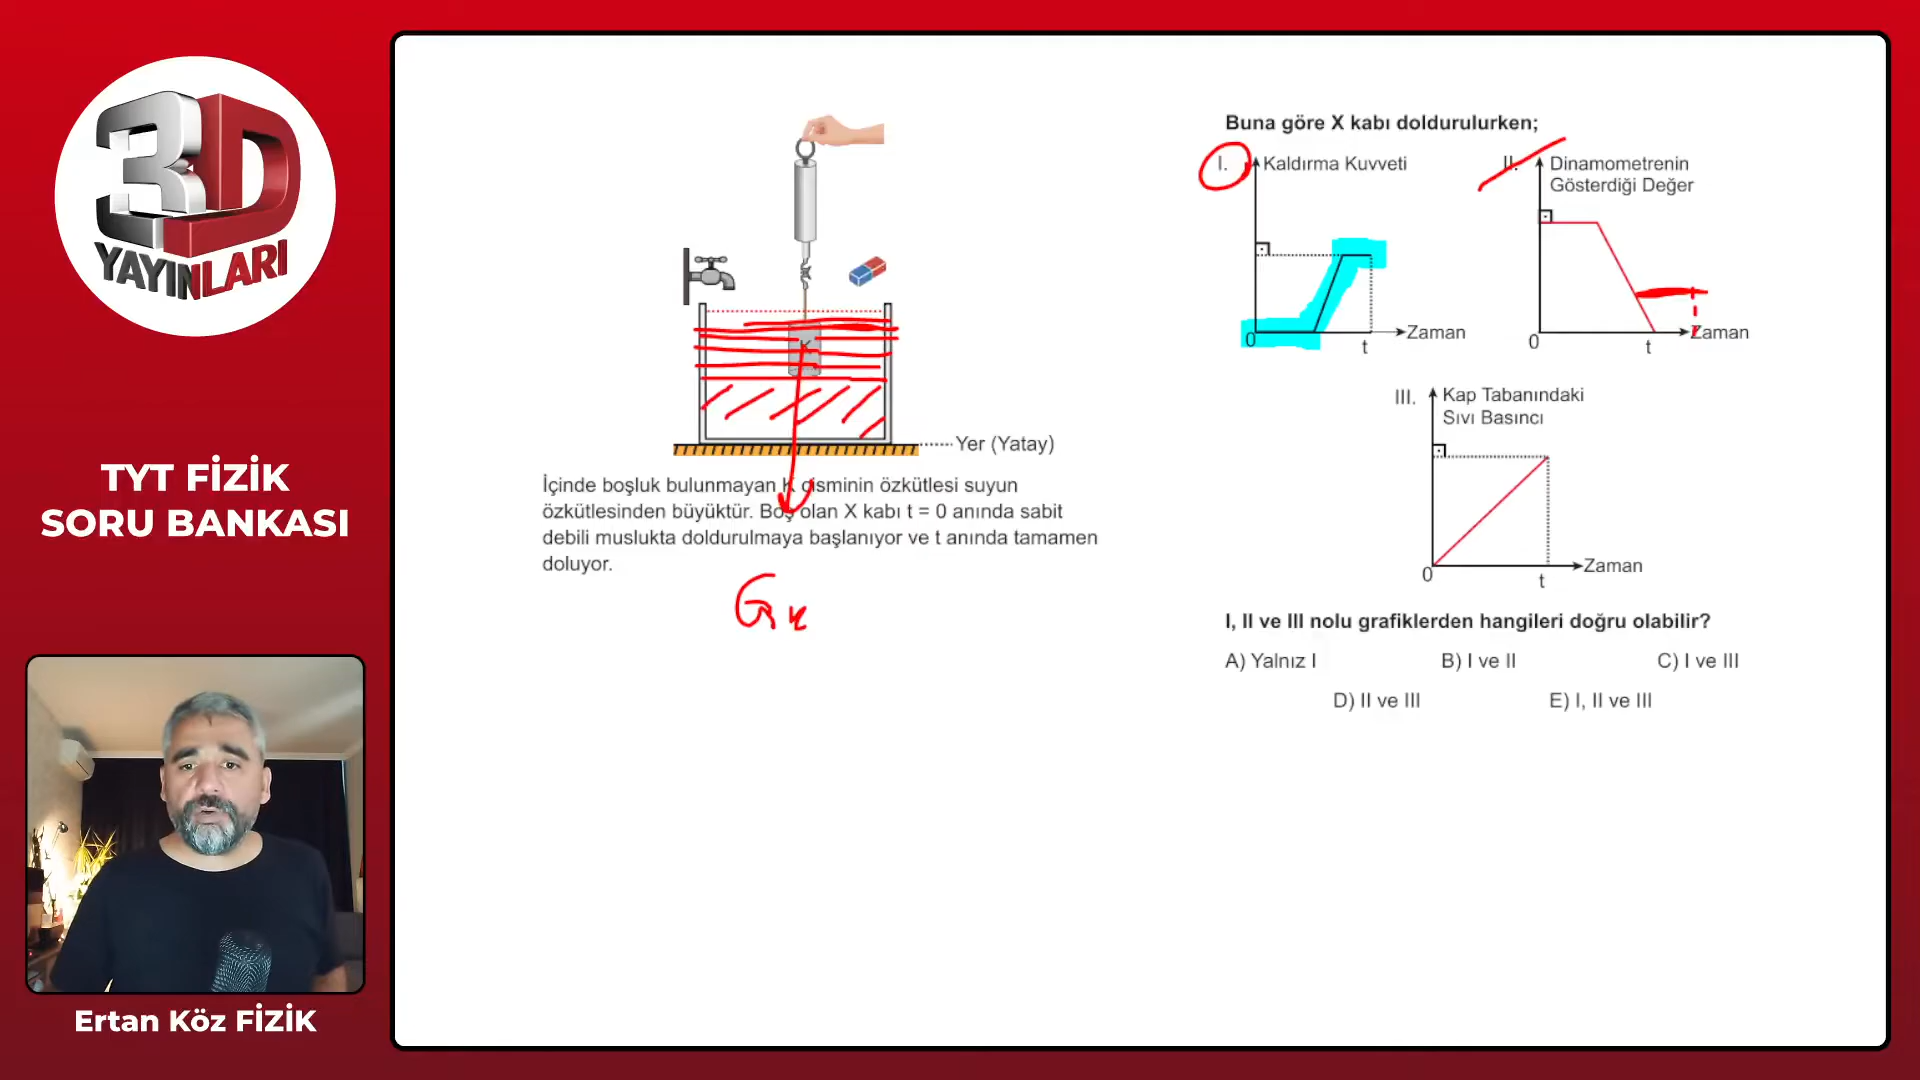 3D
YAYINLARI
TYT FİZİK
SORU BANKASI
Ertan Köz FİZİK
K
Yer (Yatay)
İçinde boşluk bulunmayan K cisminin özkütlesi suyun
özkütlesinden büyüktür. Boş olan X kabı t = 0 anında sabit
debili muslukta doldurulmaya başlanıyor ve t anında tamamen
doluyor.
GK
Buna göre X kabı doldurulurken;
I.
Kaldırma Kuvveti
0
t
Zaman
II.
Dinamometrenin
Gösterdiği Değer
0
t
Zaman
III.
Kap Tabanındaki
Sıvı Basıncı
0
t
Zaman
I, II ve III nolu grafiklerden hangileri doğru olabilir?
A) Yalnız I
B) I ve II
C) I ve III
D) II ve III
E) I, II ve III